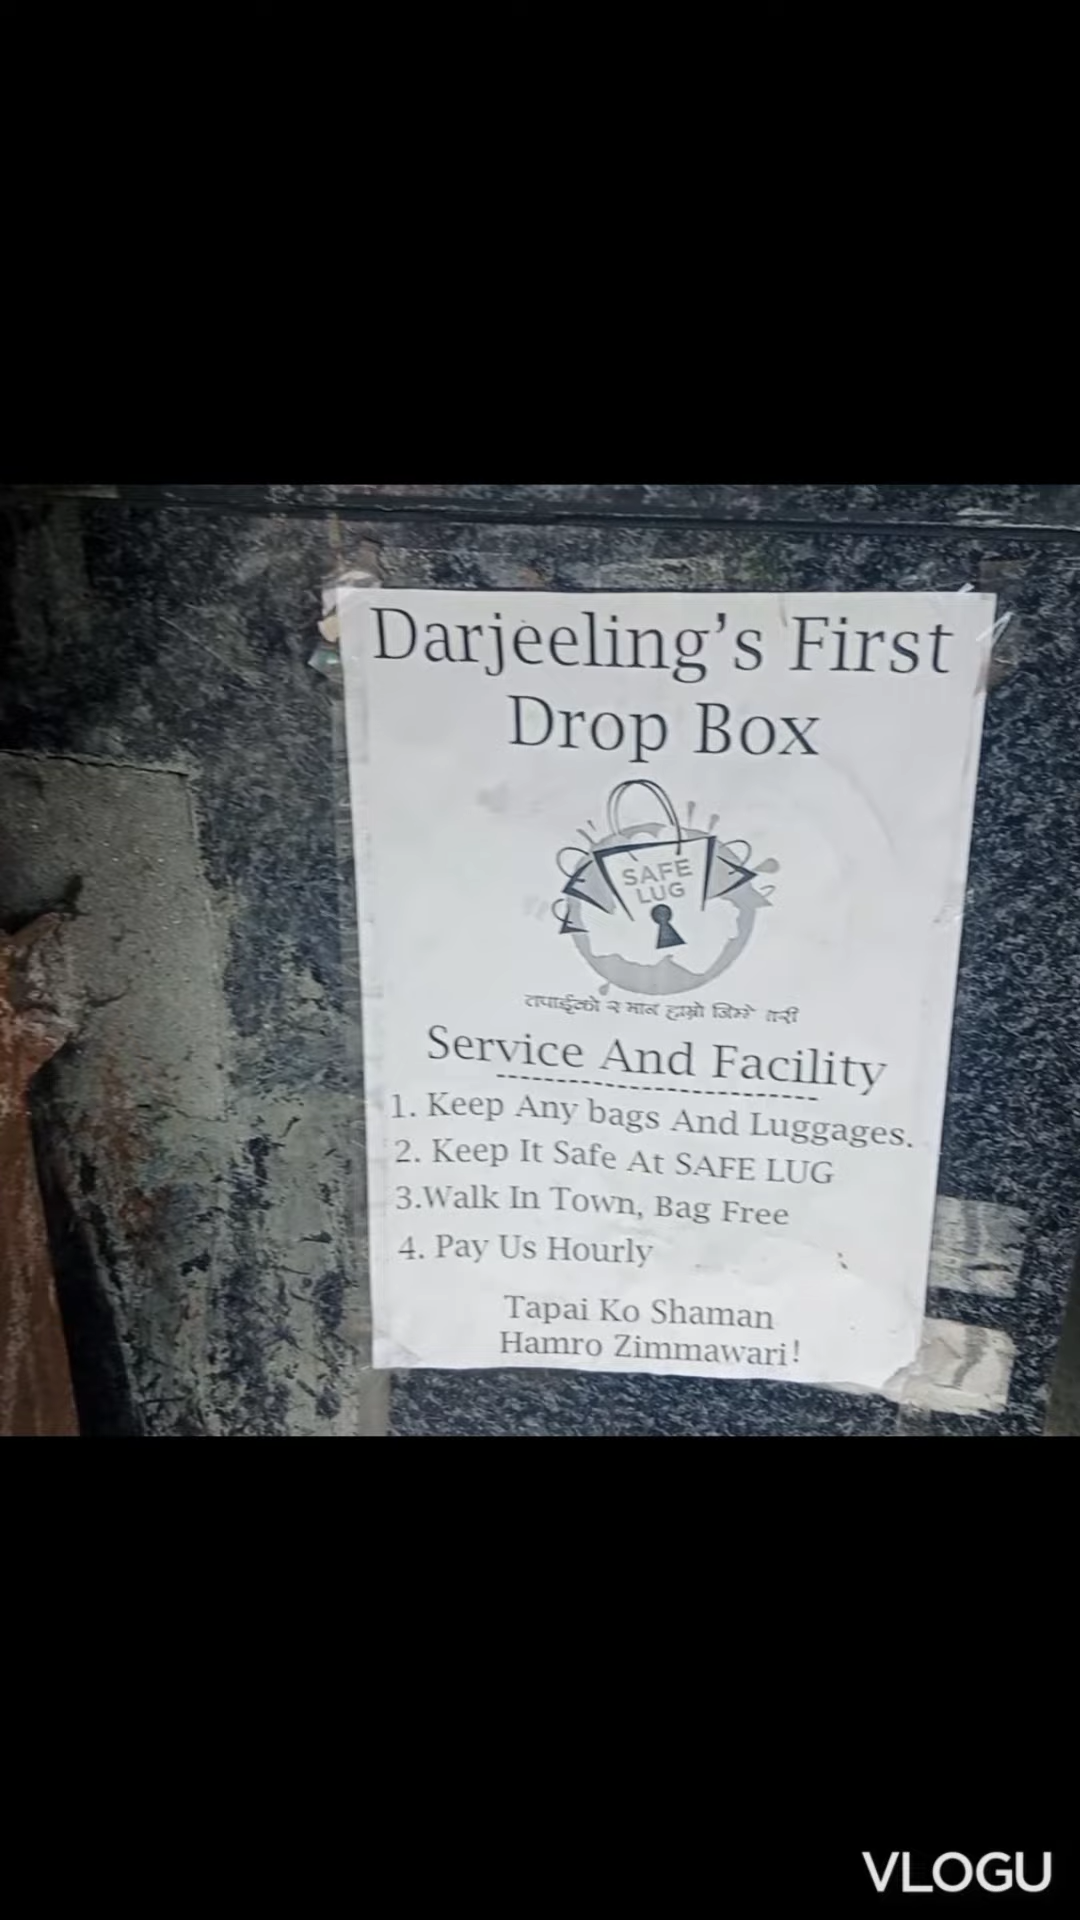 Darjeeling's First
Drop Box
SAFE
LUG
तपाईको स मान हाम्रो जिम्मे वारी
Service And Facility
1. Keep Any bags And Luggages.
2. Keep It Safe At SAFE LUG
3.Walk In Town, Bag Free
4. Pay Us Hourly
Tapai Ko Shaman
Hamro Zimmawari!
VLOGU